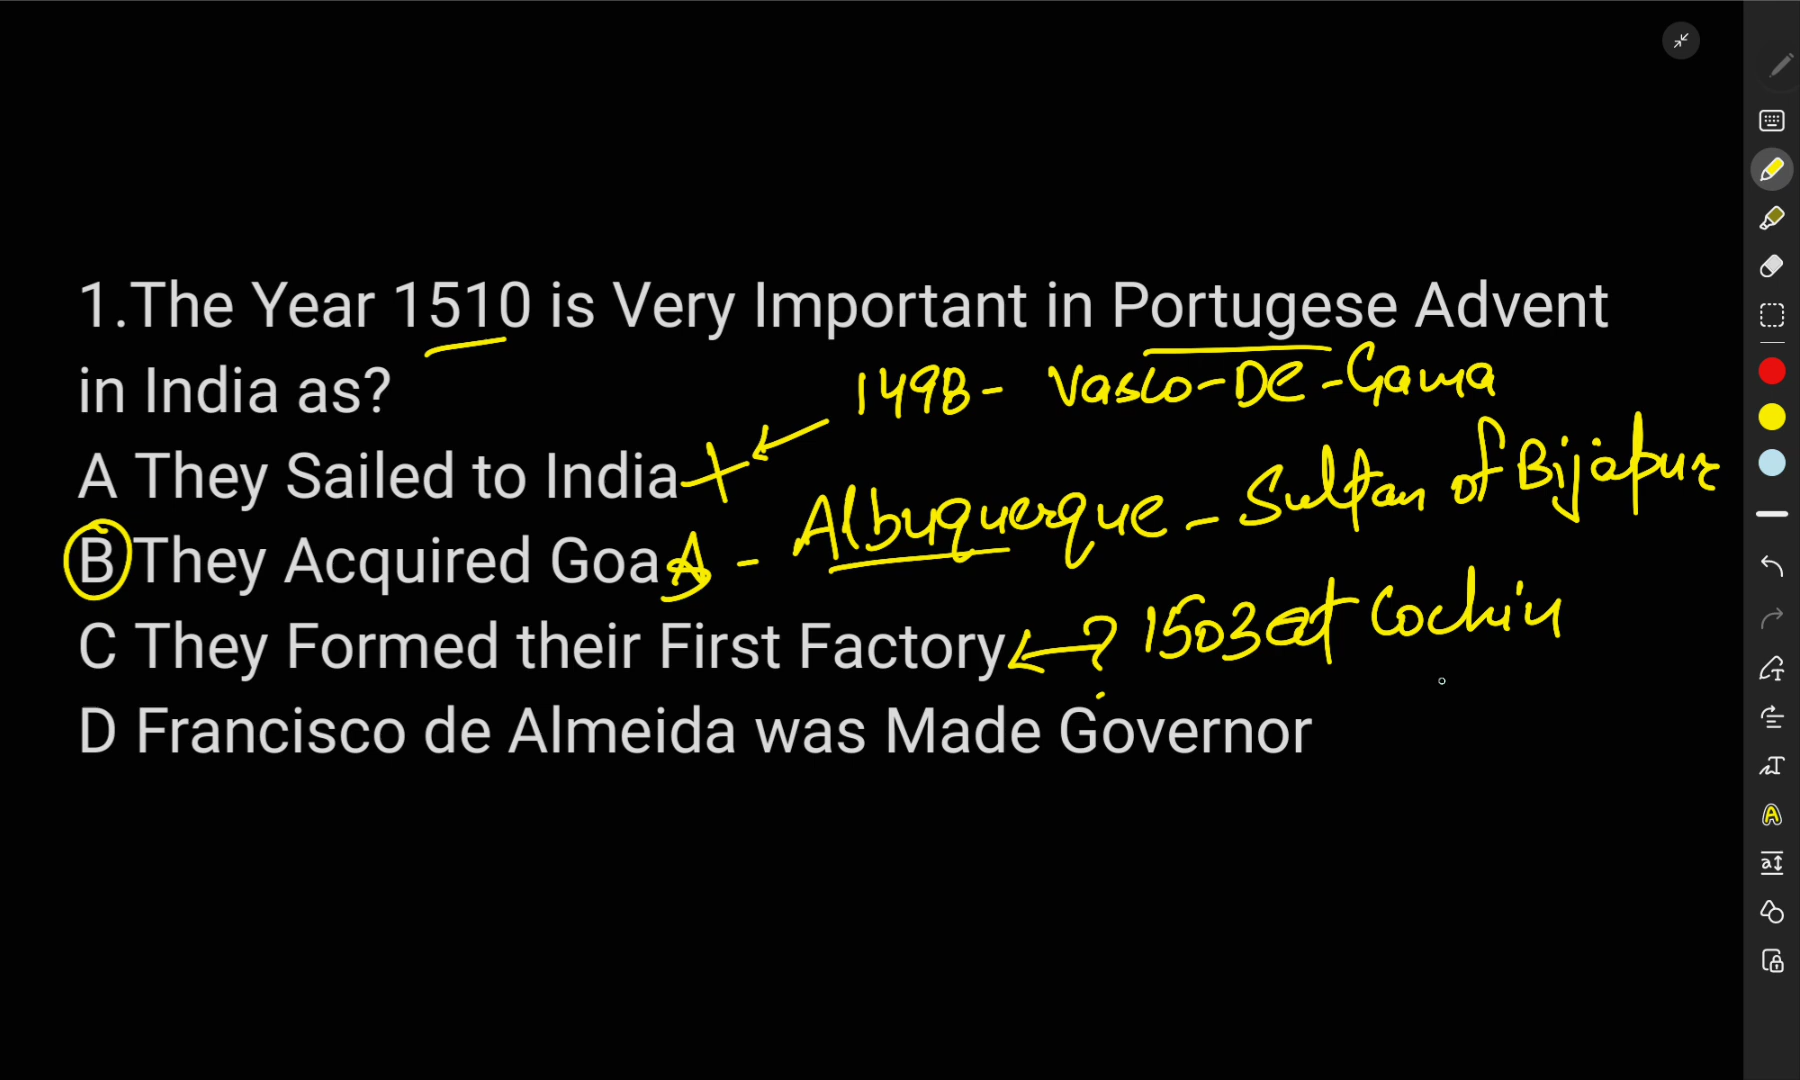 1.The Year 1510 is Very Important in Portugese Advent
in India as?
1498 - Vasco-De-Gama
A They Sailed to India
B They Acquired Goa - Albuquerque - Sultan of Bijapur
C They Formed their First Factory ? 1503 at Cochin
D Francisco de Almeida was Made Governor